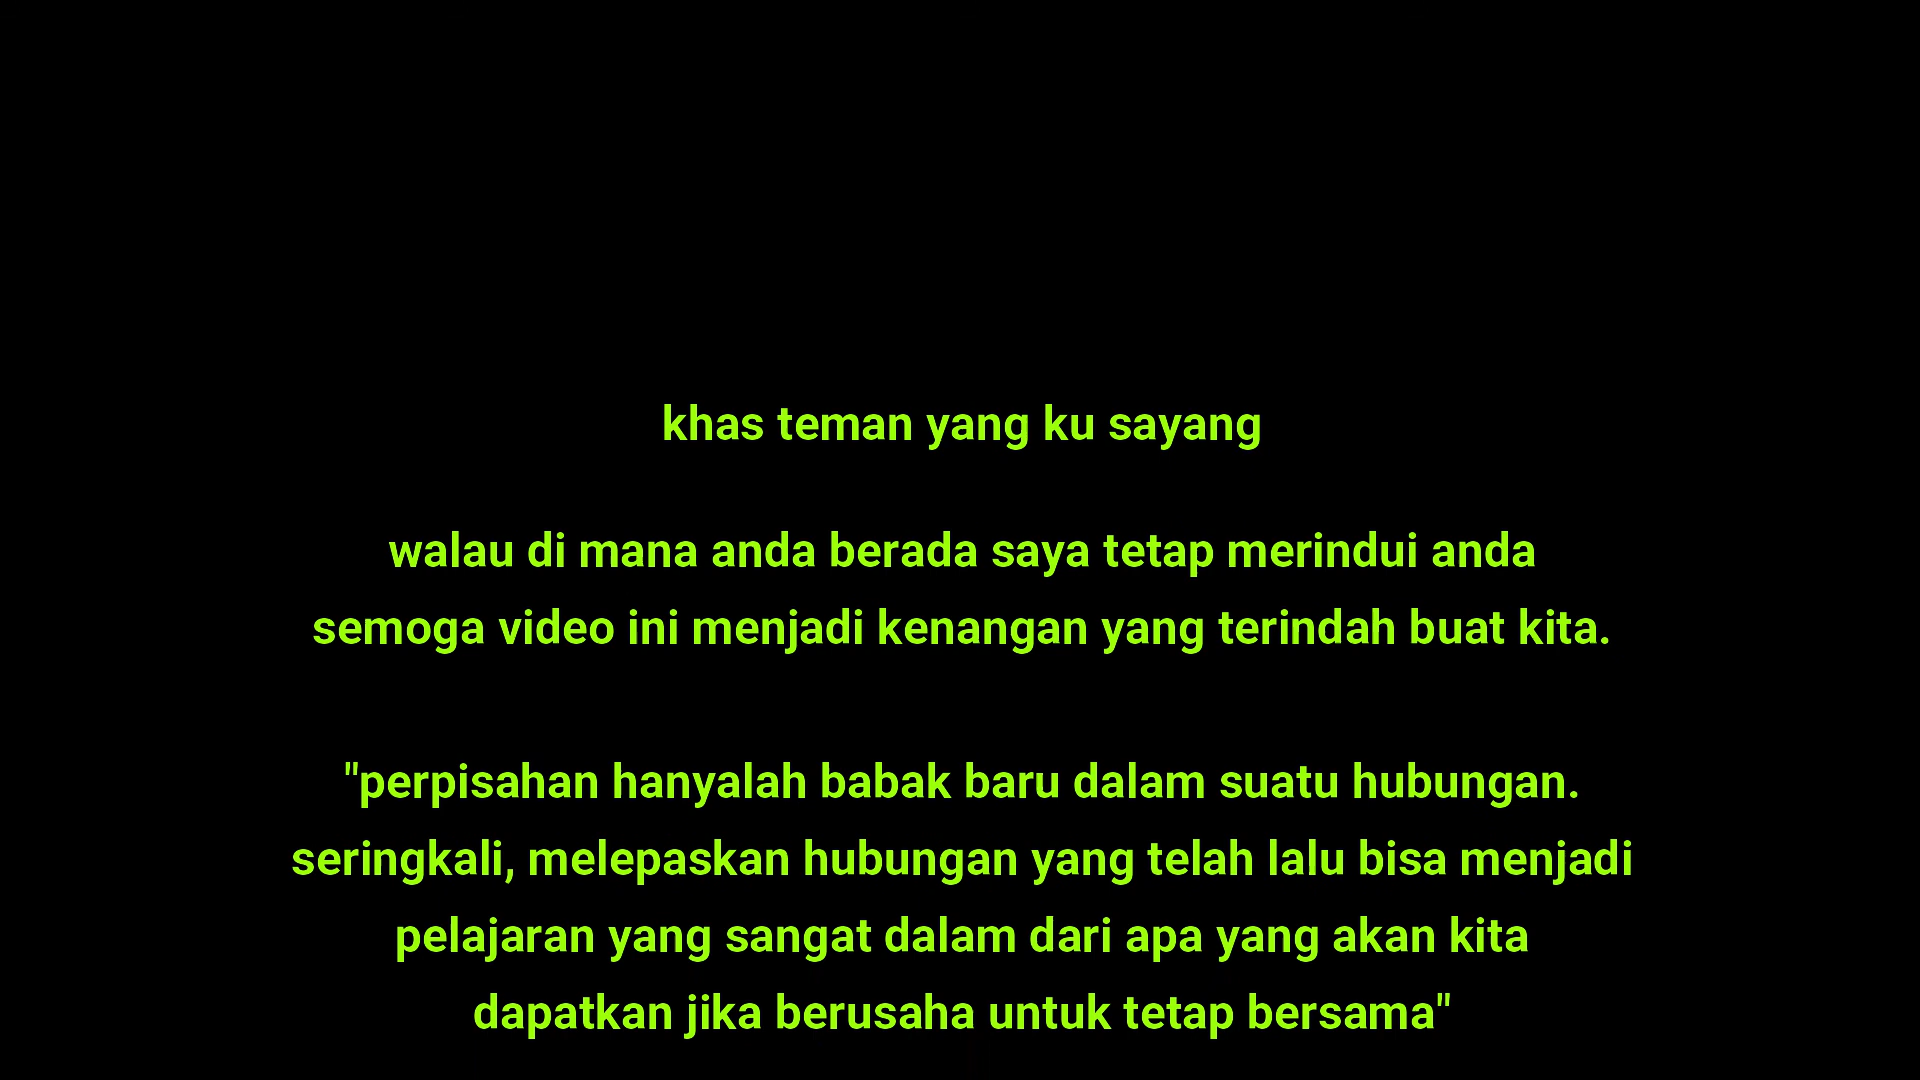 khas teman yang ku sayang
walau di mana anda berada saya tetap merindui anda
semoga video ini menjadi kenangan yang terindah buat kita.
"perpisahan hanyalah babak baru dalam suatu hubungan.
seringkali, melepaskan hubungan yang telah lalu bisa menjadi
pelajaran yang sangat dalam dari apa yang akan kita
dapatkan jika berusaha untuk tetap bersama"